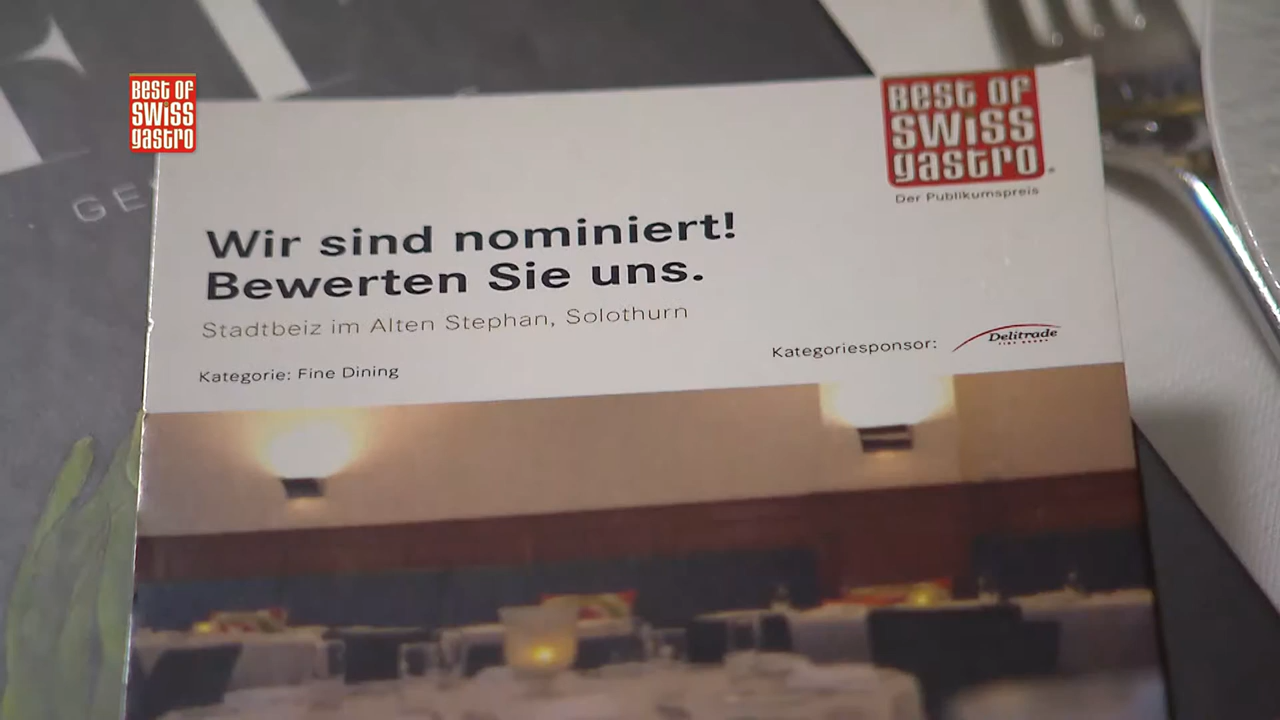 BEST OF
SWiSS
gastro
BEST OF
SWiSS
gastro
Der Publikumspreis
Wir sind nominiert!
Bewerten Sie uns.
Stadtbeiz im Alten Stephan, Solothurn
Kategoriesponsor:
Delitrade
Kategorie: Fine Dining